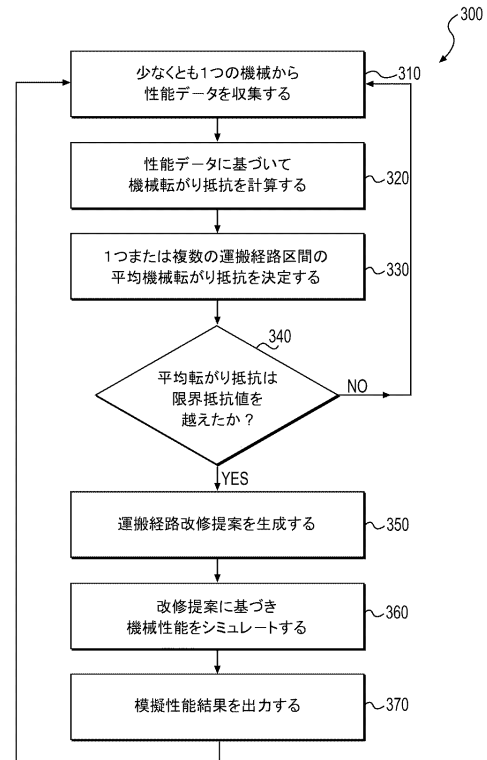 300
少なくとも1つの機械から
性能データを収集する
310
性能データに基づいて
機械転がり抵抗を計算する
320
1つまたは複数の運搬経路区間の
平均機械転がり抵抗を決定する
330
340
平均転がり抵抗は
限界抵抗値を
越えたか？
NO
YES
運搬経路改修提案を生成する
350
改修提案に基づき
機械性能をシミュレートする
360
模擬性能結果を出力する
370